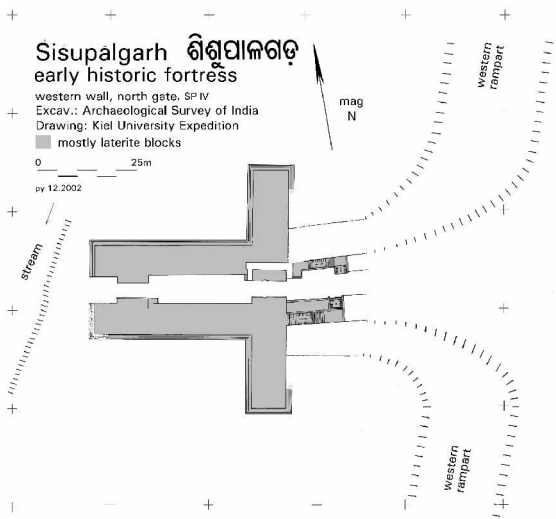 Sisupalgarh ଶିଶୁପାଳଗଡ଼
early historic fortress
western wall, north gate, SP IV
Excav.: Archaeological Survey of India
Drawing: Kiel University Expedition
mostly laterite blocks
0 25m
py 12.2002
mag
N
western
rampart
stream
western
rampart